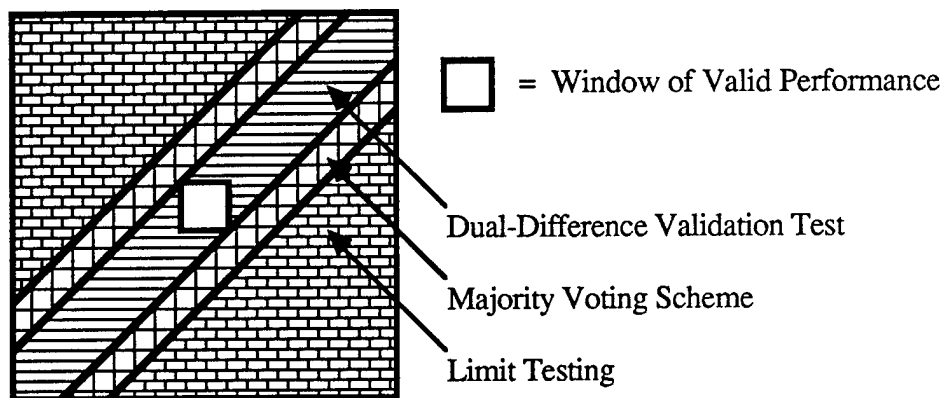 = Window of Valid Performance
Dual-Difference Validation Test
Majority Voting Scheme
Limit Testing